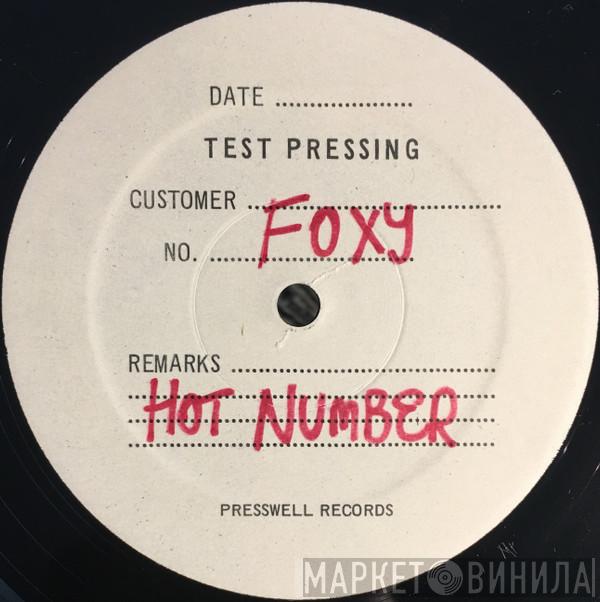 DATE ....................
TEST PRESSING
CUSTOMER ....................
FOXY
NO. ....................
REMARKS ....................
HOT NUMBER
PRESSWELL RECORDS
МАРКЕТ ВИНИЛА